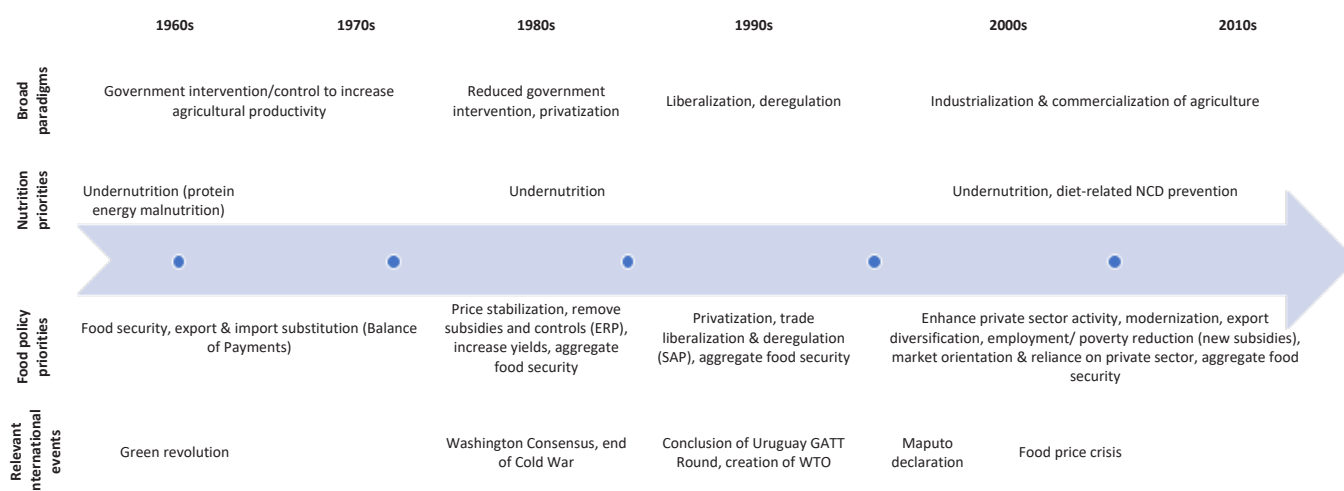 1960s 1970s 1980s 1990s 2000s 2010s
Broad
paradigms
Government intervention/control to increase
agricultural productivity
Reduced government
intervention, privatization
Liberalization, deregulation
Industrialization & commercialization of agriculture
Nutrition
priorities
Undernutrition (protein
energy malnutrition)
Undernutrition
Undernutrition, diet-related NCD prevention
Food policy
priorities
Food security, export & import substitution (Balance
of Payments)
Price stabilization, remove
subsidies and controls (ERP),
increase yields, aggregate
food security
Privatization, trade
liberalization & deregulation
(SAP), aggregate food security
Enhance private sector activity, modernization, export
diversification, employment/ poverty reduction (new subsidies),
market orientation & reliance on private sector, aggregate food
security
Relevant
international
events
Green revolution
Washington Consensus, end
of Cold War
Conclusion of Uruguay GATT
Round, creation of WTO
Maputo
declaration
Food price crisis